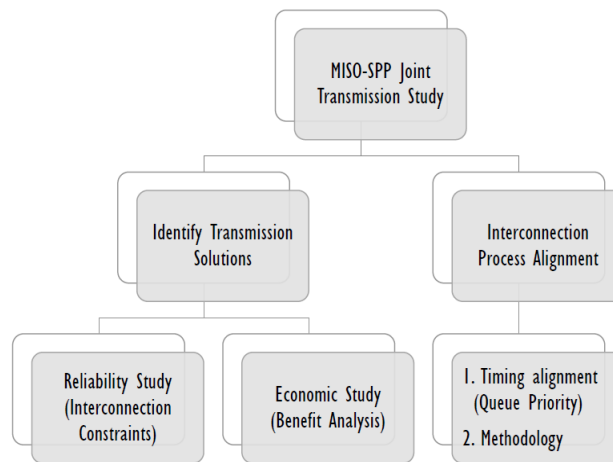 MISO-SPP Joint
Transmission Study
Identify Transmission
Solutions
Interconnection
Process Alignment
Reliability Study
(Interconnection
Constraints)
Economic Study
(Benefit Analysis)
1. Timing alignment
(Queue Priority)
2. Methodology